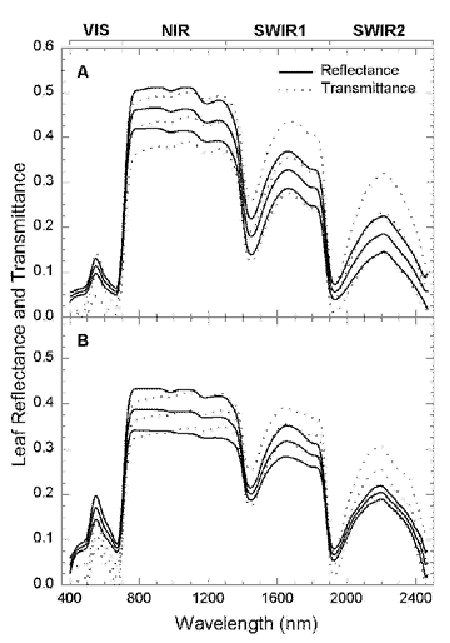 VIS NIR SWIR1 SWIR2
0.6
A
Reflectance
Transmittance
0.5
0.4
0.3
0.2
0.1
0.0
Leaf Reflectance and Transmittance
B
0.5
0.4
0.3
0.2
0.1
0.0
400 800 1200 1600 2000 2400
Wavelength (nm)